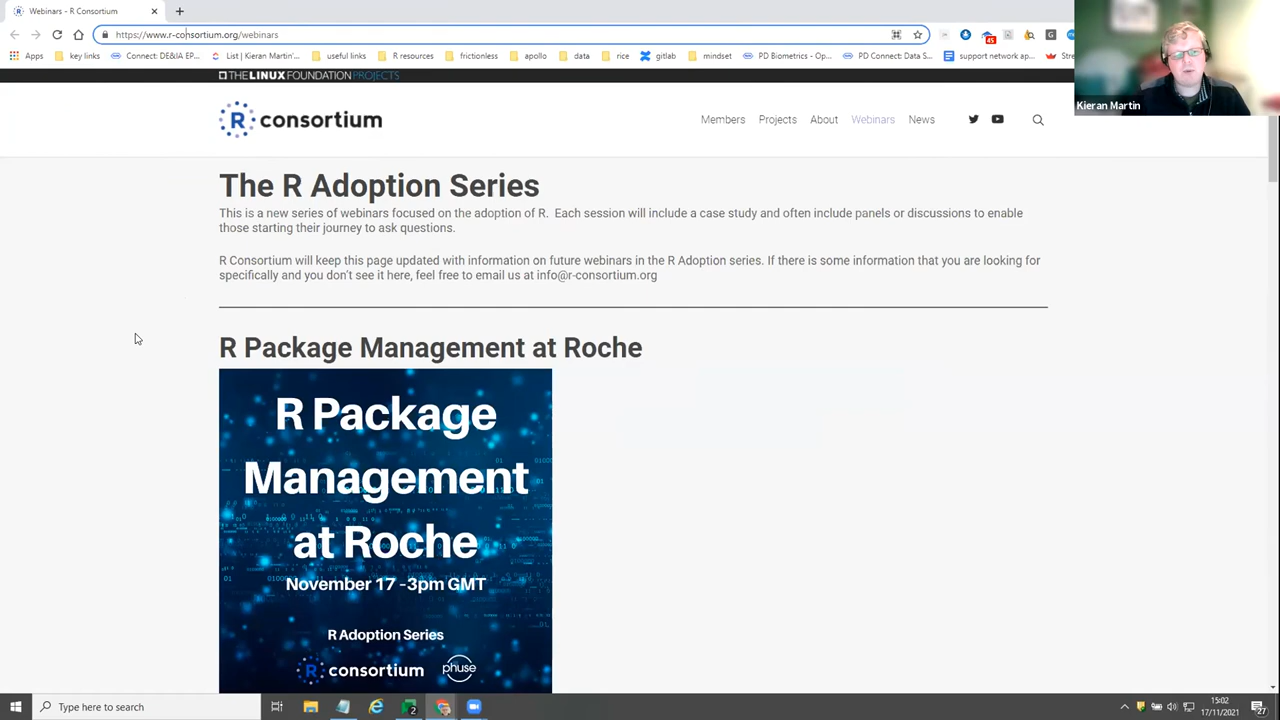 Webinars - R Consortium
https://www.r-consortium.org/webinars
Apps key links Connect: DE&IA EP... List | Kieran Martin'... useful links R resources frictionless apollo data rice gitlab mindset PD Biometrics - Op... PD Connect: Data S... support network ap...
45
Kieran Martin
THE LINUX FOUNDATION PROJECTS
R consortium
Members Projects About Webinars News
The R Adoption Series
This is a new series of webinars focused on the adoption of R. Each session will include a case study and often include panels or discussions to enable
those starting their journey to ask questions.
R Consortium will keep this page updated with information on future webinars in the R Adoption series. If there is some information that you are looking for
specifically and you don't see it here, feel free to email us at info@r-consortium.org
R Package Management at Roche
R Package
Management
at Roche
November 17 -3pm GMT
R Adoption Series
R consortium phuse
Type here to search
2
15:02
17/11/2021
27